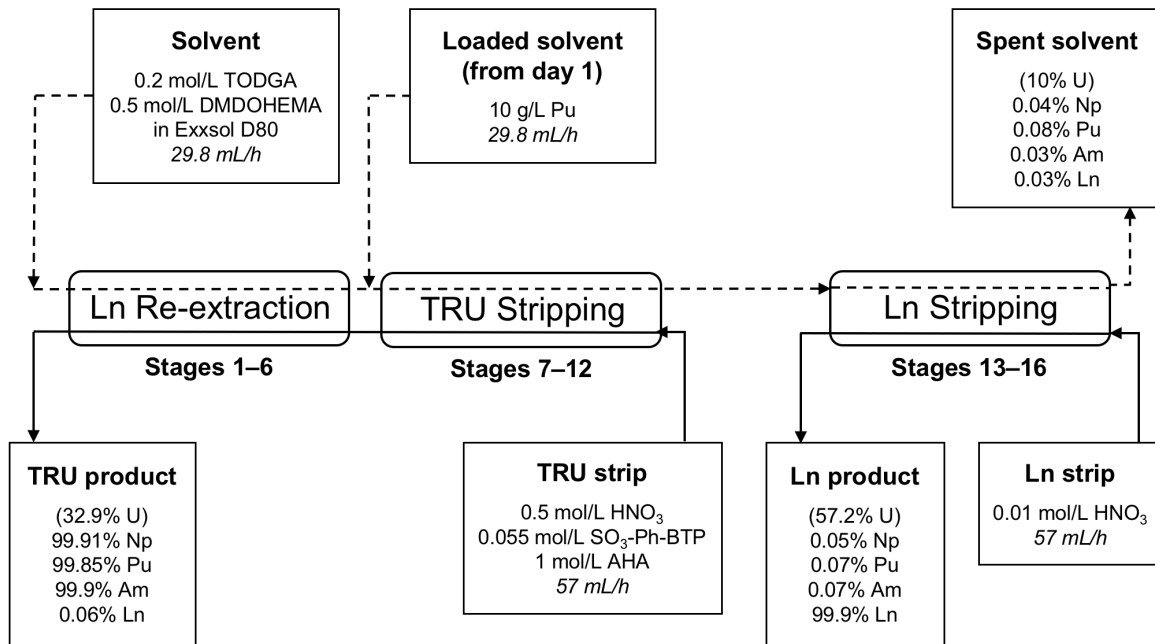 Solvent
0.2 mol/L TODGA
0.5 mol/L DMDOHEMA
in Exxsol D80
29.8 mL/h
Loaded solvent
(from day 1)
10 g/L Pu
29.8 mL/h
Spent solvent
(10% U)
0.04% Np
0.08% Pu
0.03% Am
0.03% Ln
Ln Re-extraction
Stages 1–6
TRU Stripping
Stages 7–12
Ln Stripping
Stages 13–16
TRU product
(32.9% U)
99.91% Np
99.85% Pu
99.9% Am
0.06% Ln
TRU strip
0.5 mol/L HNO₃
0.055 mol/L SO₃-Ph-BTP
1 mol/L AHA
57 mL/h
Ln product
(57.2% U)
0.05% Np
0.07% Pu
0.07% Am
99.9% Ln
Ln strip
0.01 mol/L HNO₃
57 mL/h